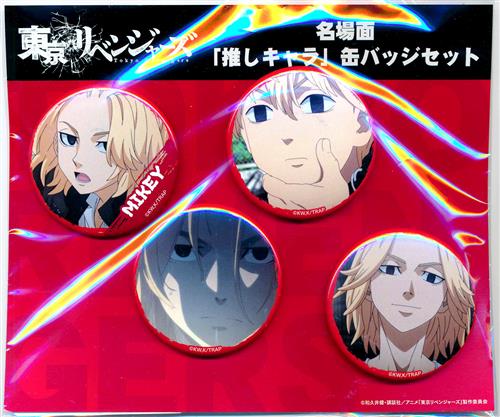 東京リベンジャーズ
Tokyo Revengers
名場面
「推しキャラ」缶バッジセット
MIKEY
©KW,K/TRAP
©KW,K/TRAP
©KW,K/TRAP
©KW,K/TRAP
©和久井健・講談社／アニメ「東京リベンジャーズ」製作委員会